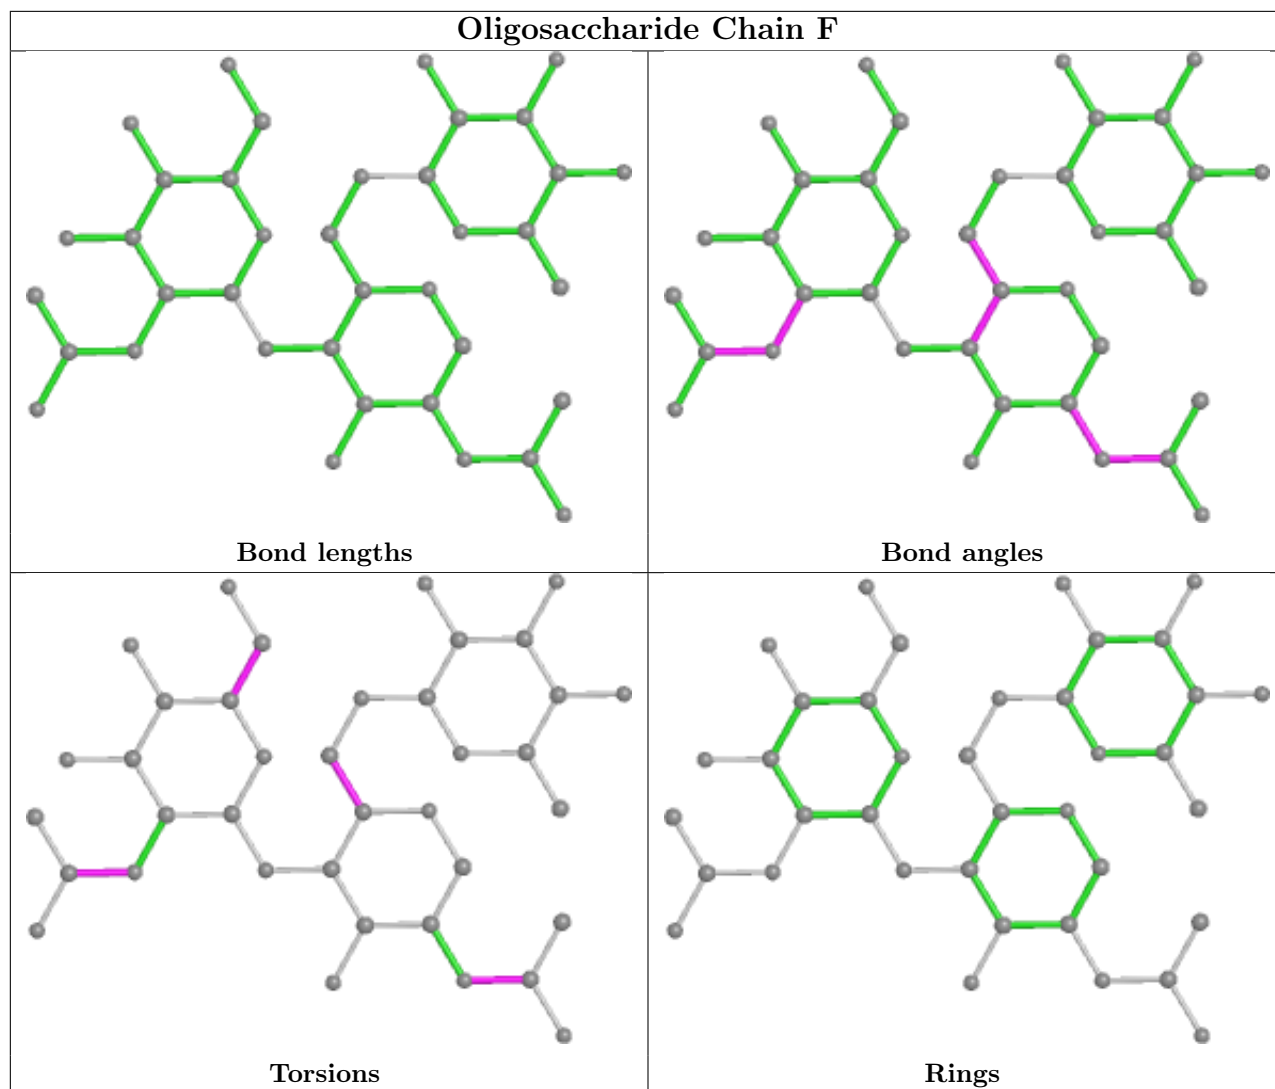 Oligosaccharide Chain F
Bond lengths
Bond angles
Torsions
Rings